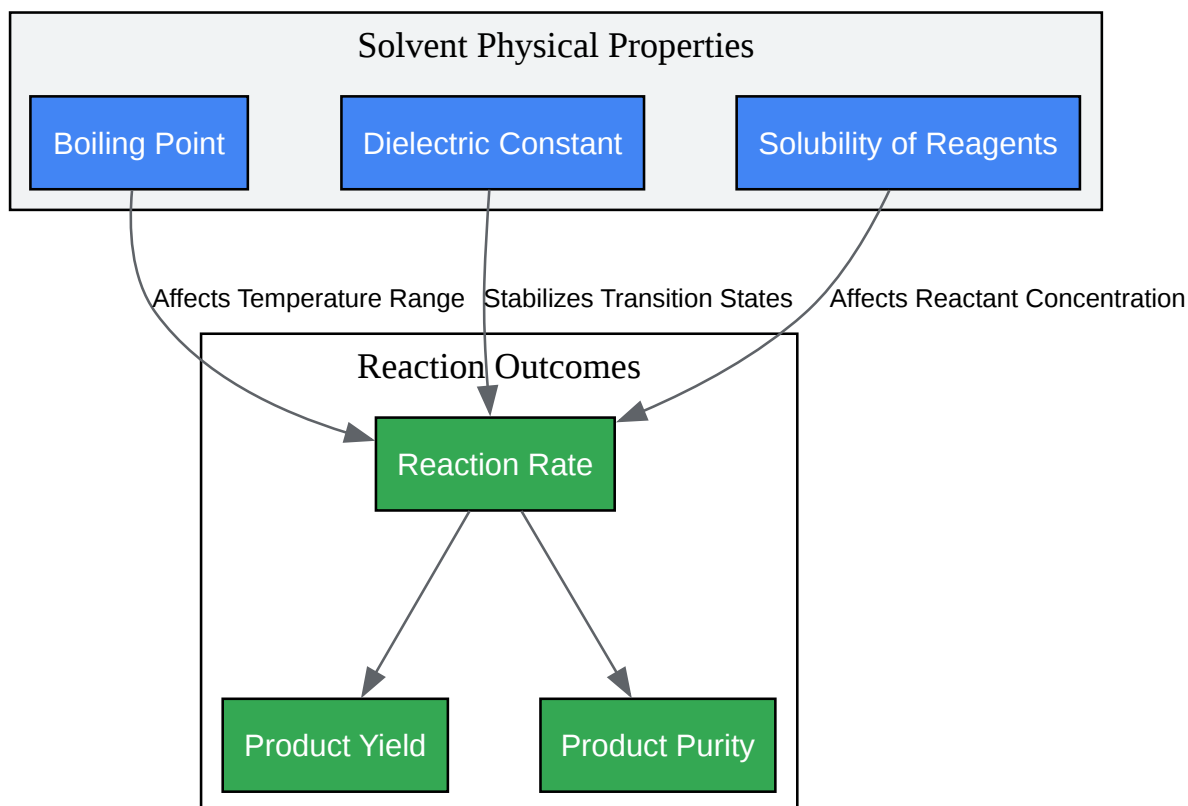 Solvent Physical Properties
Boiling Point
Dielectric Constant
Solubility of Reagents
Affects Temperature Range
Stabilizes Transition States
Affects Reactant Concentration
Reaction Outcomes
Reaction Rate
Product Yield
Product Purity